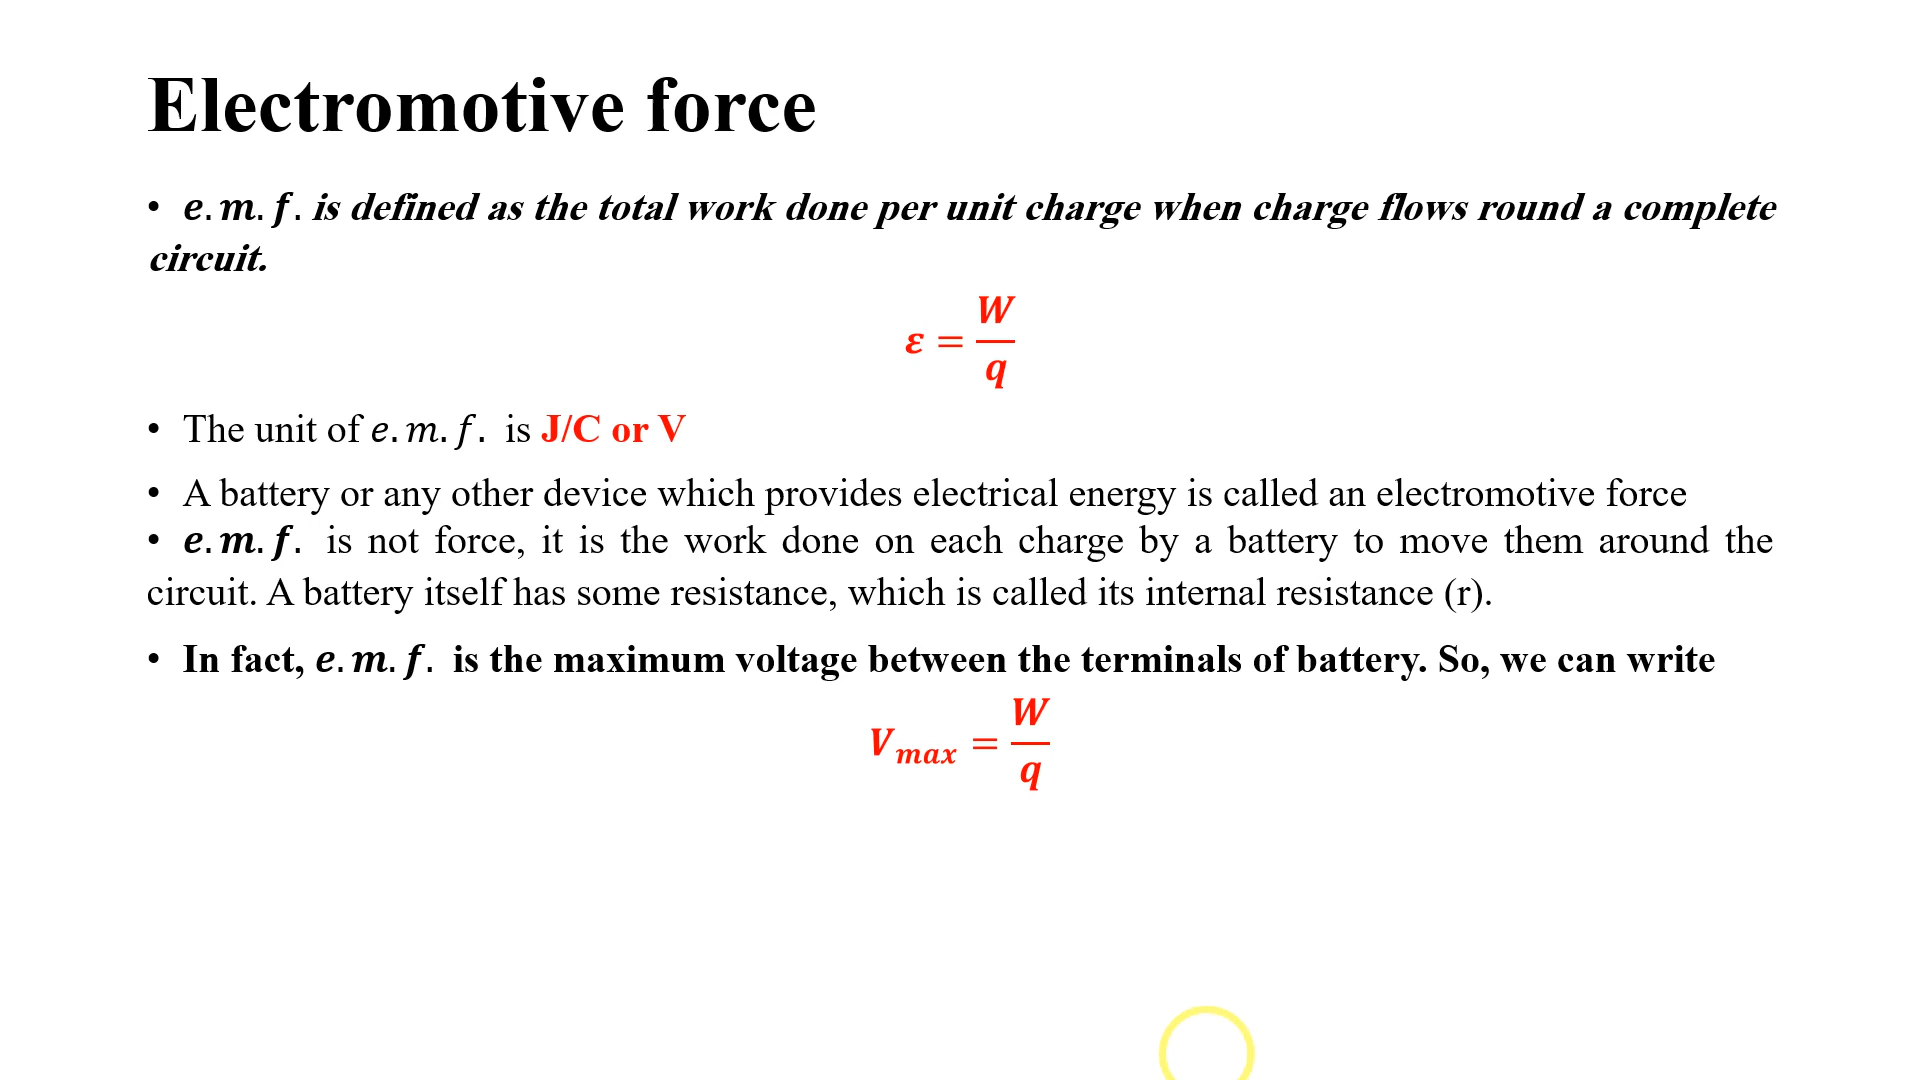 Electromotive force
• e.m.f. is defined as the total work done per unit charge when charge flows round a complete
circuit.
ε = W/q
• The unit of e.m.f. is J/C or V
• A battery or any other device which provides electrical energy is called an electromotive force
• e.m.f. is not force, it is the work done on each charge by a battery to move them around the
circuit. A battery itself has some resistance, which is called its internal resistance (r).
• In fact, e.m.f. is the maximum voltage between the terminals of battery. So, we can write
V_max = W/q